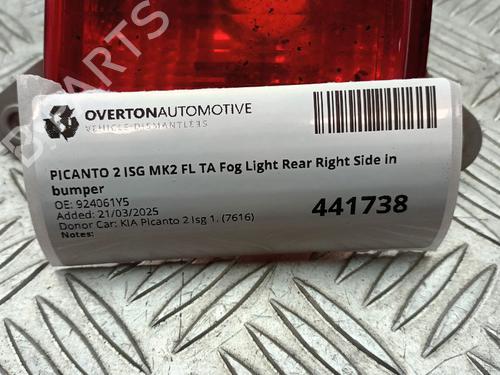 OVERTONAUTOMOTIVE
VEHICLE DISMANTLERS
PICANTO 2 ISG MK2 FL TA Fog Light Rear Right Side in
bumper
OE: 924061Y5
Added: 21/03/2025
Donor Car: KIA Picanto 2 Isg 1, (7616)
Notes:
441738
PARTS